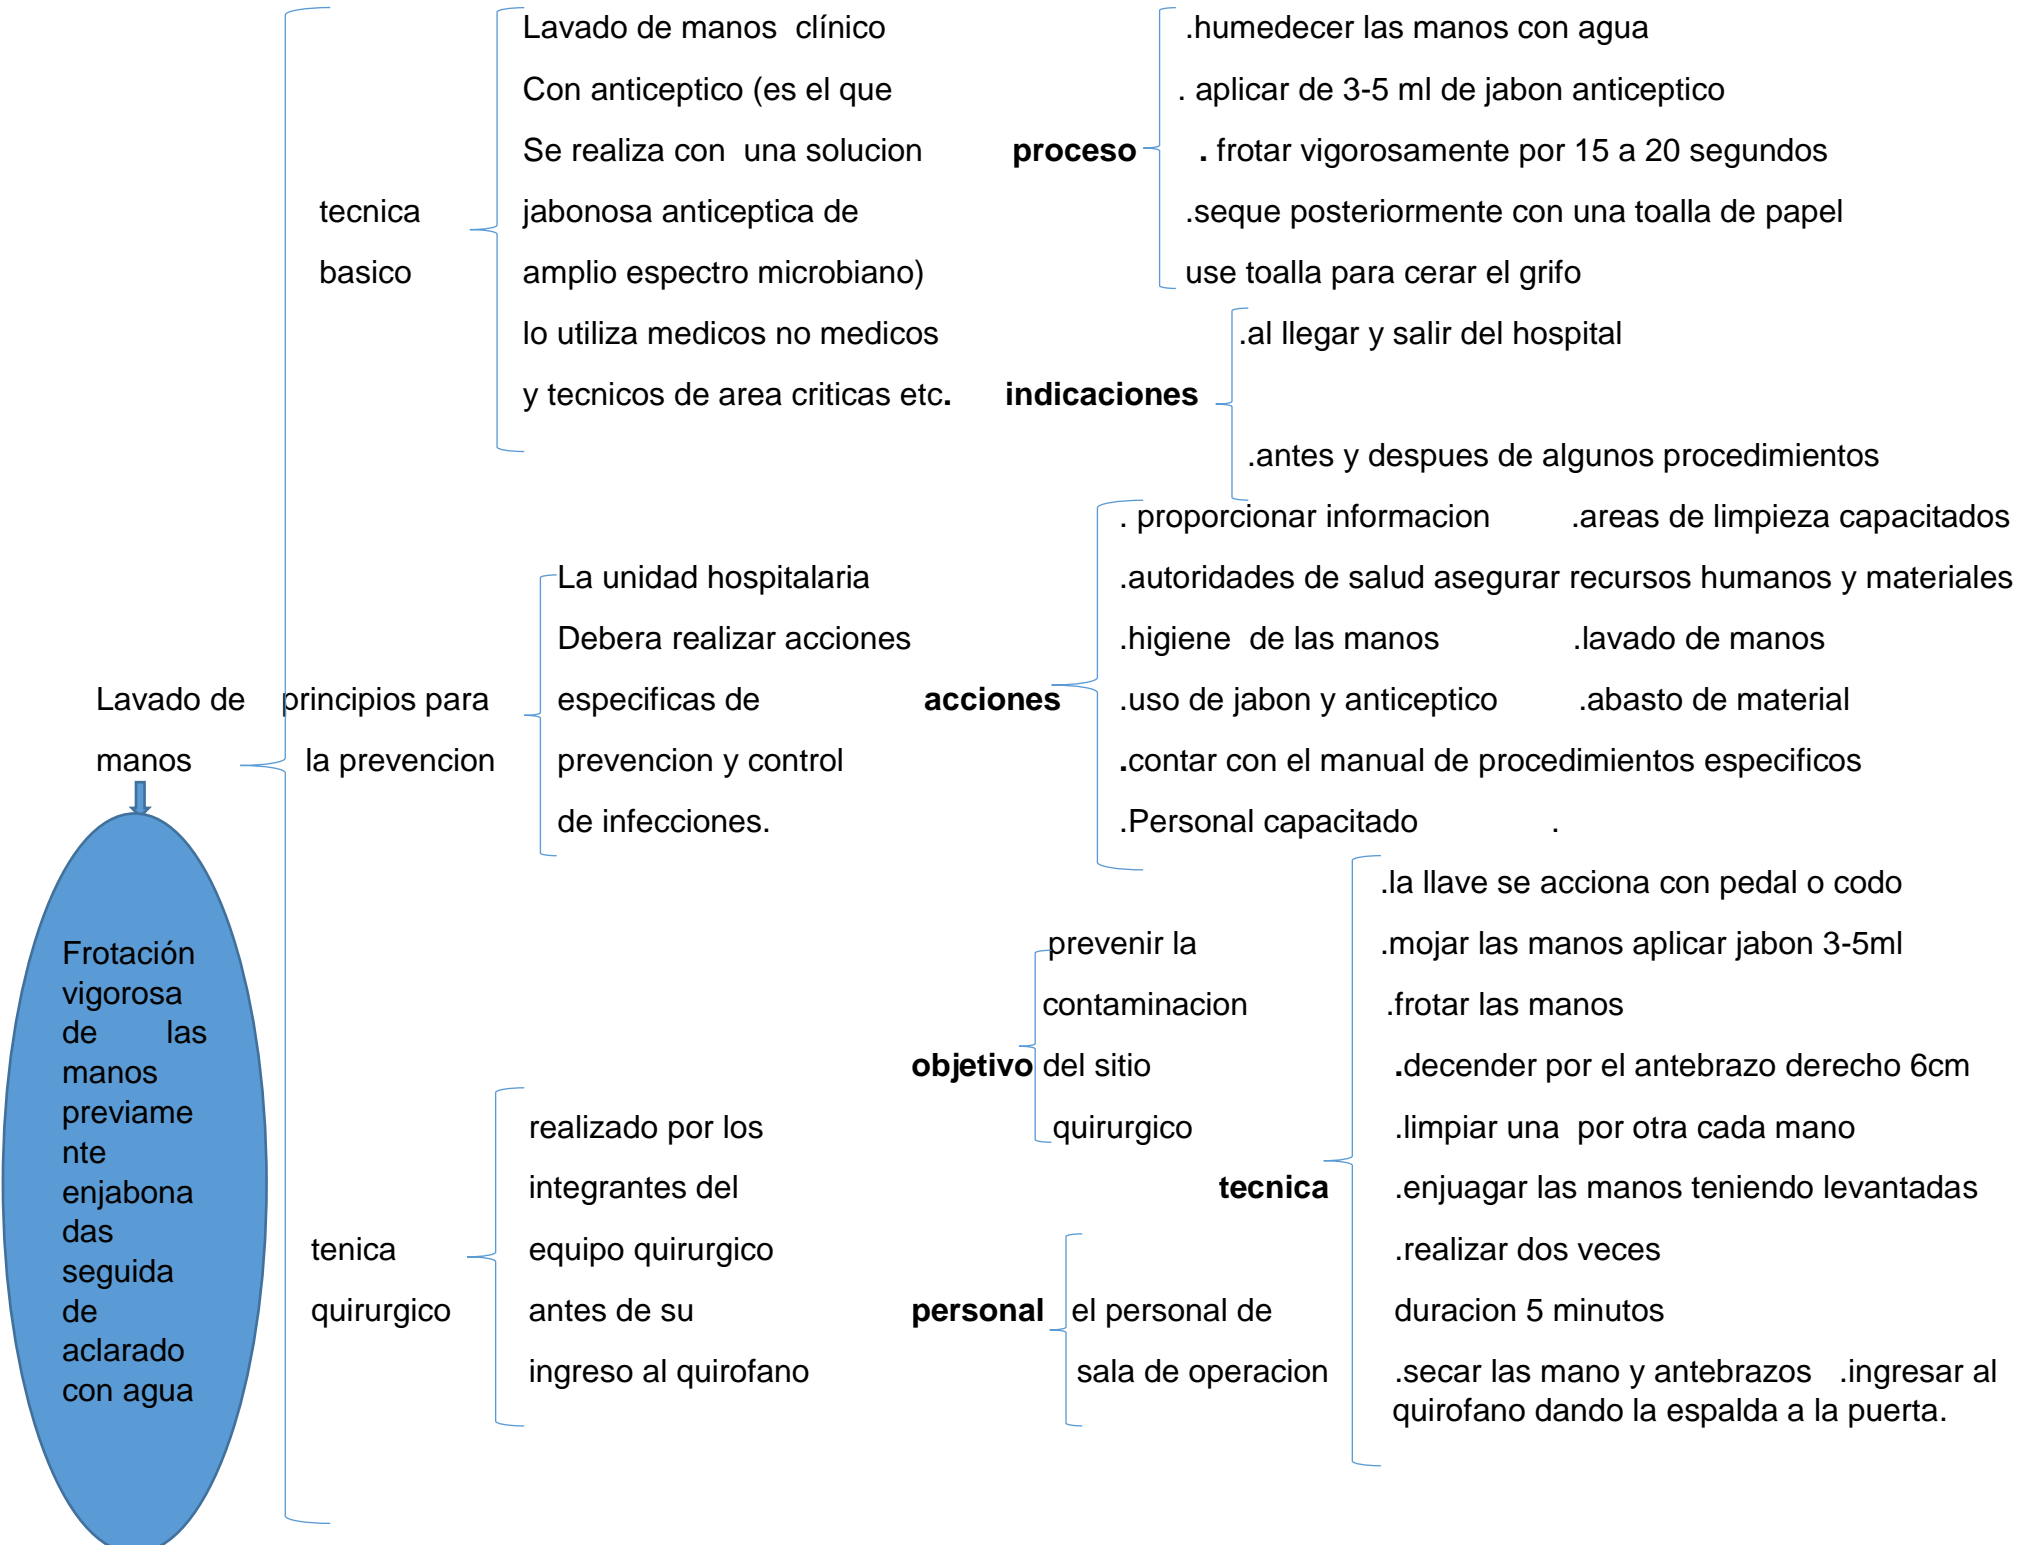 Lavado de manos clínico
Con anticeptico (es el que
Se realiza con una solucion
jabonosa anticeptica de
amplio espectro microbiano)
lo utiliza medicos no medicos
y tecnicos de area criticas etc.
tecnica
basico
proceso
.humedecer las manos con agua
. aplicar de 3-5 ml de jabon anticeptico
. frotar vigorosamente por 15 a 20 segundos
.seque posteriormente con una toalla de papel
use toalla para cerar el grifo
indicaciones
.al llegar y salir del hospital
.antes y despues de algunos procedimientos
Lavado de
manos
principios para
la prevencion
La unidad hospitalaria
Debera realizar acciones
especificas de
prevencion y control
de infecciones.
acciones
. proporcionar informacion .areas de limpieza capacitados
.autoridades de salud asegurar recursos humanos y materiales
.higiene de las manos .lavado de manos
.uso de jabon y anticeptico .abasto de material
.contar con el manual de procedimientos especificos
.Personal capacitado .
Frotación
vigorosa
de las
manos
previame
nte
enjabona
das
seguida
de
aclarado
con agua
tenica
quirurgico
realizado por los
integrantes del
equipo quirurgico
antes de su
ingreso al quirofano
objetivo
prevenir la
contaminacion
del sitio
quirurgico
personal
el personal de
sala de operacion
tecnica
.la llave se acciona con pedal o codo
.mojar las manos aplicar jabon 3-5ml
.frotar las manos
.decender por el antebrazo derecho 6cm
.limpiar una por otra cada mano
.enjuagar las manos teniendo levantadas
.realizar dos veces
duracion 5 minutos
.secar las mano y antebrazos .ingresar al
quirofano dando la espalda a la puerta.